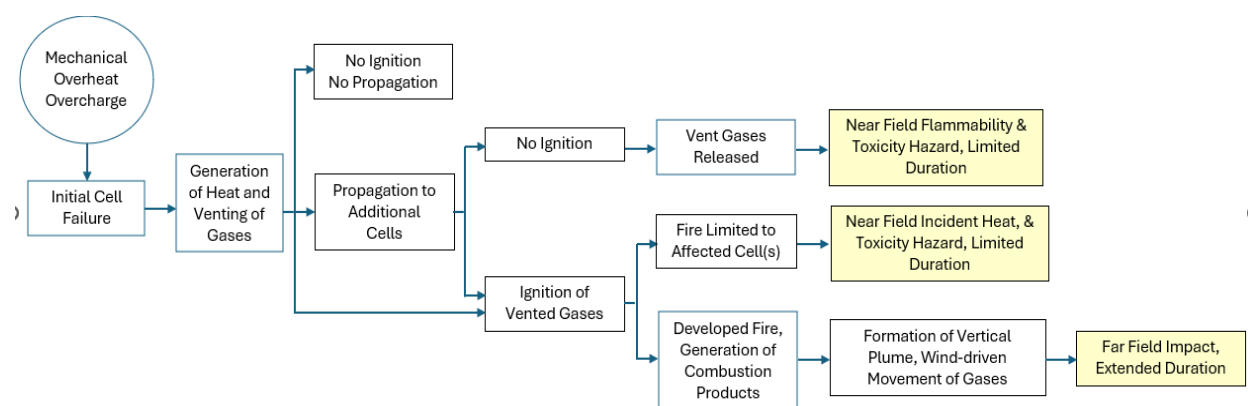 Mechanical
Overheat
Overcharge
Initial Cell
Failure
Generation
of Heat and
Venting of
Gases
No Ignition
No Propagation
Propagation to
Additional
Cells
No Ignition
Vent Gases
Released
Near Field Flammability &
Toxicity Hazard, Limited
Duration
Ignition of
Vented Gases
Fire Limited to
Affected Cell(s)
Near Field Incident Heat, &
Toxicity Hazard, Limited
Duration
Developed Fire,
Generation of
Combustion
Products
Formation of Vertical
Plume, Wind-driven
Movement of Gases
Far Field Impact,
Extended Duration